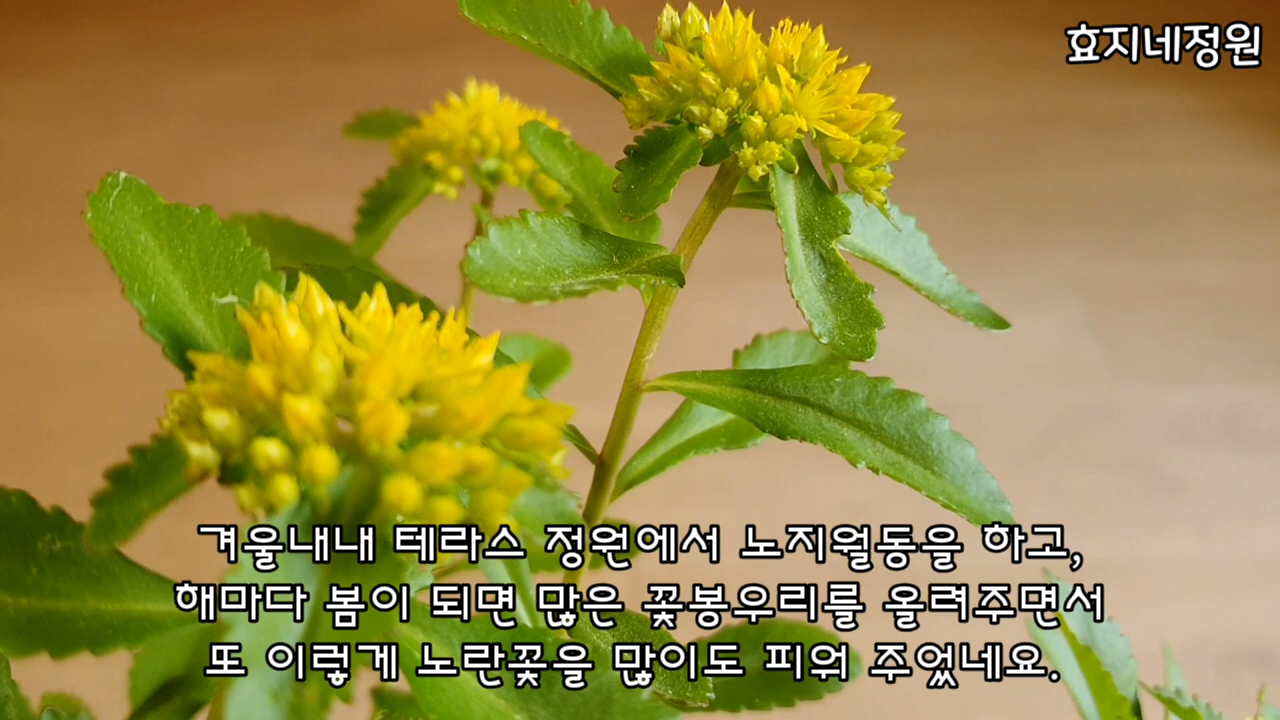 효지네정원
겨울내내 테라스 정원에서 노지월동을 하고,
해마다 봄이 되면 많은 꽃봉우리를 올려주면서
또 이렇게 노란꽃을 많이도 피워 주었네요.